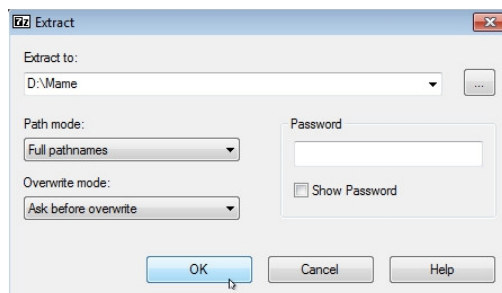 7z Extract
Extract to:
D:\Mame
...
Path mode:
Full pathnames
Overwrite mode:
Ask before overwrite
Password
Show Password
OK
Cancel
Help